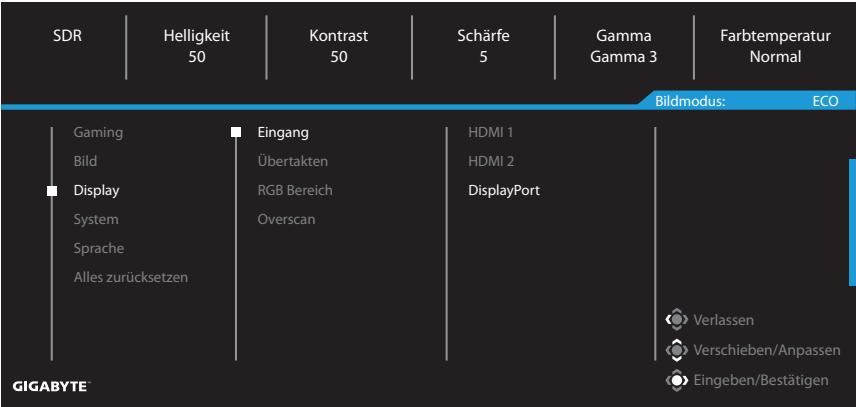 SDR
Helligkeit
50
Kontrast
50
Schärfe
5
Gamma
Gamma 3
Farbtemperatur
Normal
Bildmodus: ECO
Gaming
Bild
Display
System
Sprache
Alles zurücksetzen
Eingang
Übertakten
RGB Bereich
Overscan
HDMI 1
HDMI 2
DisplayPort
Verlassen
Verschieben/Anpassen
Eingeben/Bestätigen
GIGABYTE™